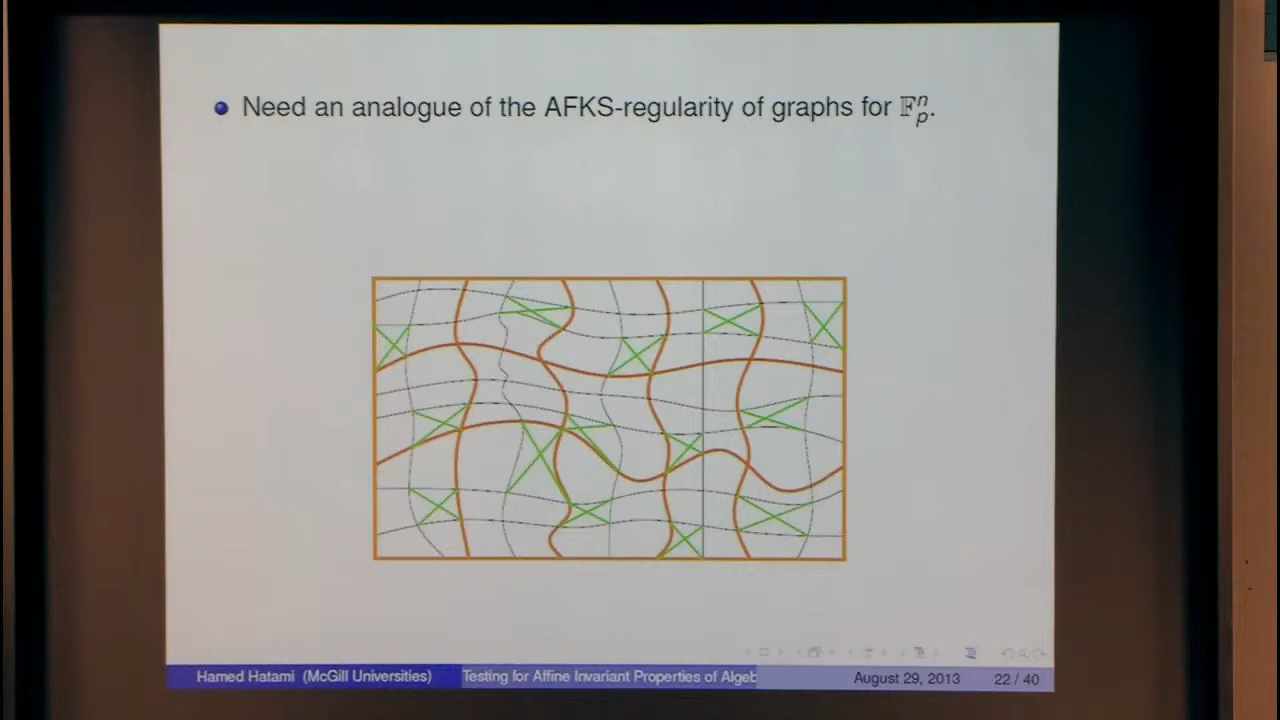 Need an analogue of the AFKS-regularity of graphs for 𝔽ₚⁿ.
Hamed Hatami (McGill Universities)
Testing for Affine Invariant Properties of Algeb
August 29, 2013
22 / 40